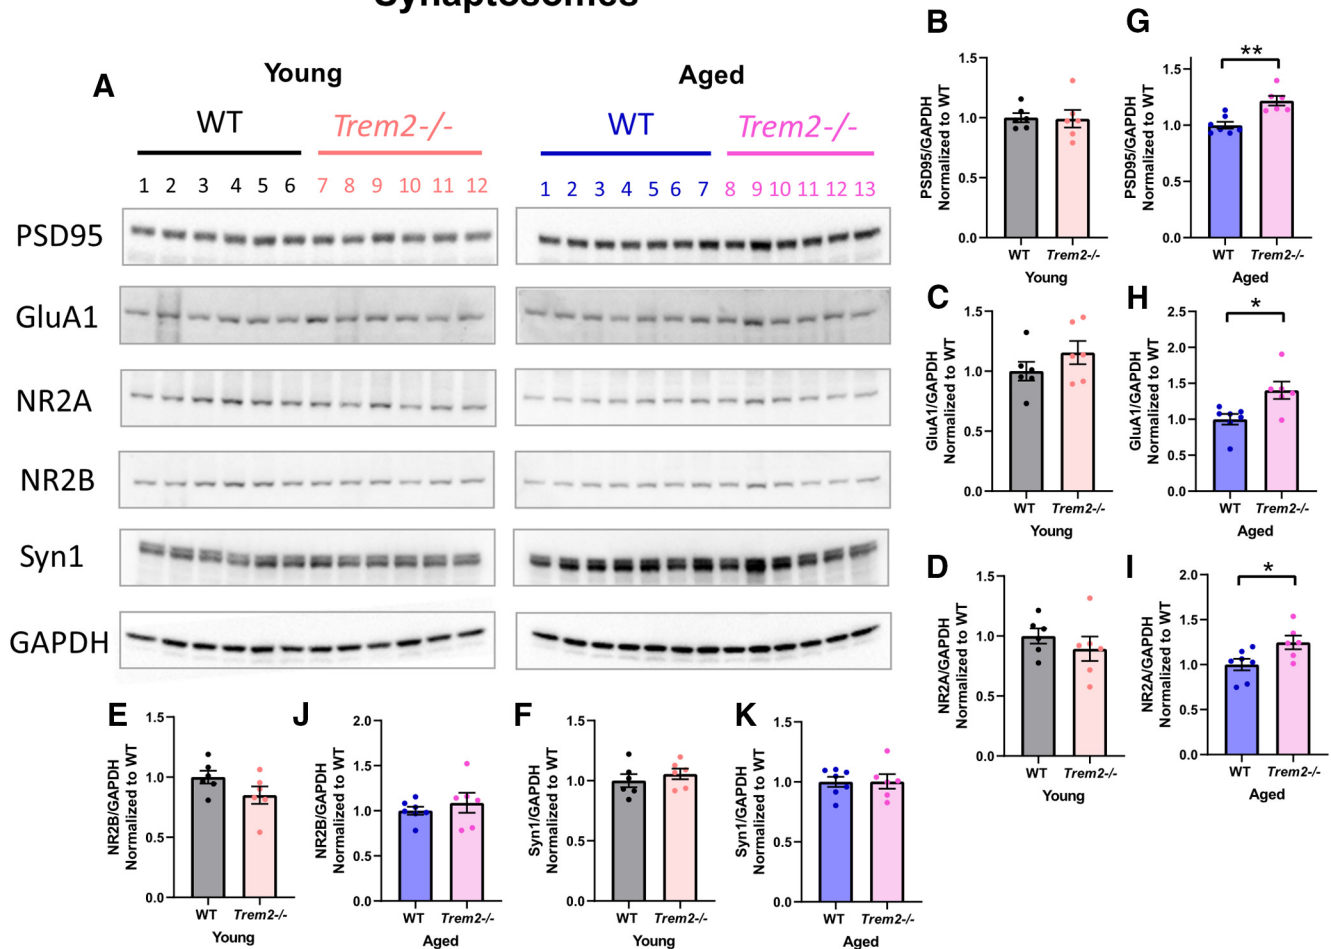 Synaptosomes
A
Young
Aged
WT
Trem2-/-
WT
Trem2-/-
1 2 3 4 5 6 7 8 9 10 11 12
1 2 3 4 5 6 7 8 9 10 11 12 13
PSD95
GluA1
NR2A
NR2B
Syn1
GAPDH
B
PSD95/GAPDH
Normalized to WT
1.5
1.0
0.5
0.0
WT
Trem2-/-
Young
G
PSD95/GAPDH
Normalized to WT
1.5
1.0
0.5
0.0
**
WT
Trem2-/-
Aged
C
GluA1/GAPDH
Normalized to WT
1.5
1.0
0.5
0.0
WT
Trem2-/-
Young
H
GluA1/GAPDH
Normalized to WT
2.5
2.0
1.5
1.0
0.5
0.0
*
WT
Trem2-/-
Aged
D
NR2A/GAPDH
Normalized to WT
1.5
1.0
0.5
0.0
WT
Trem2-/-
Young
I
NR2A/GAPDH
Normalized to WT
2.0
1.5
1.0
0.5
0.0
*
WT
Trem2-/-
Aged
E
NR2B/GAPDH
Normalized to WT
1.5
1.0
0.5
0.0
WT
Trem2-/-
Young
J
NR2B/GAPDH
Normalized to WT
2.0
1.5
1.0
0.5
0.0
WT
Trem2-/-
Aged
F
Syn1/GAPDH
Normalized to WT
1.5
1.0
0.5
0.0
WT
Trem2-/-
Young
K
Syn1/GAPDH
Normalized to WT
1.5
1.0
0.5
0.0
WT
Trem2-/-
Aged